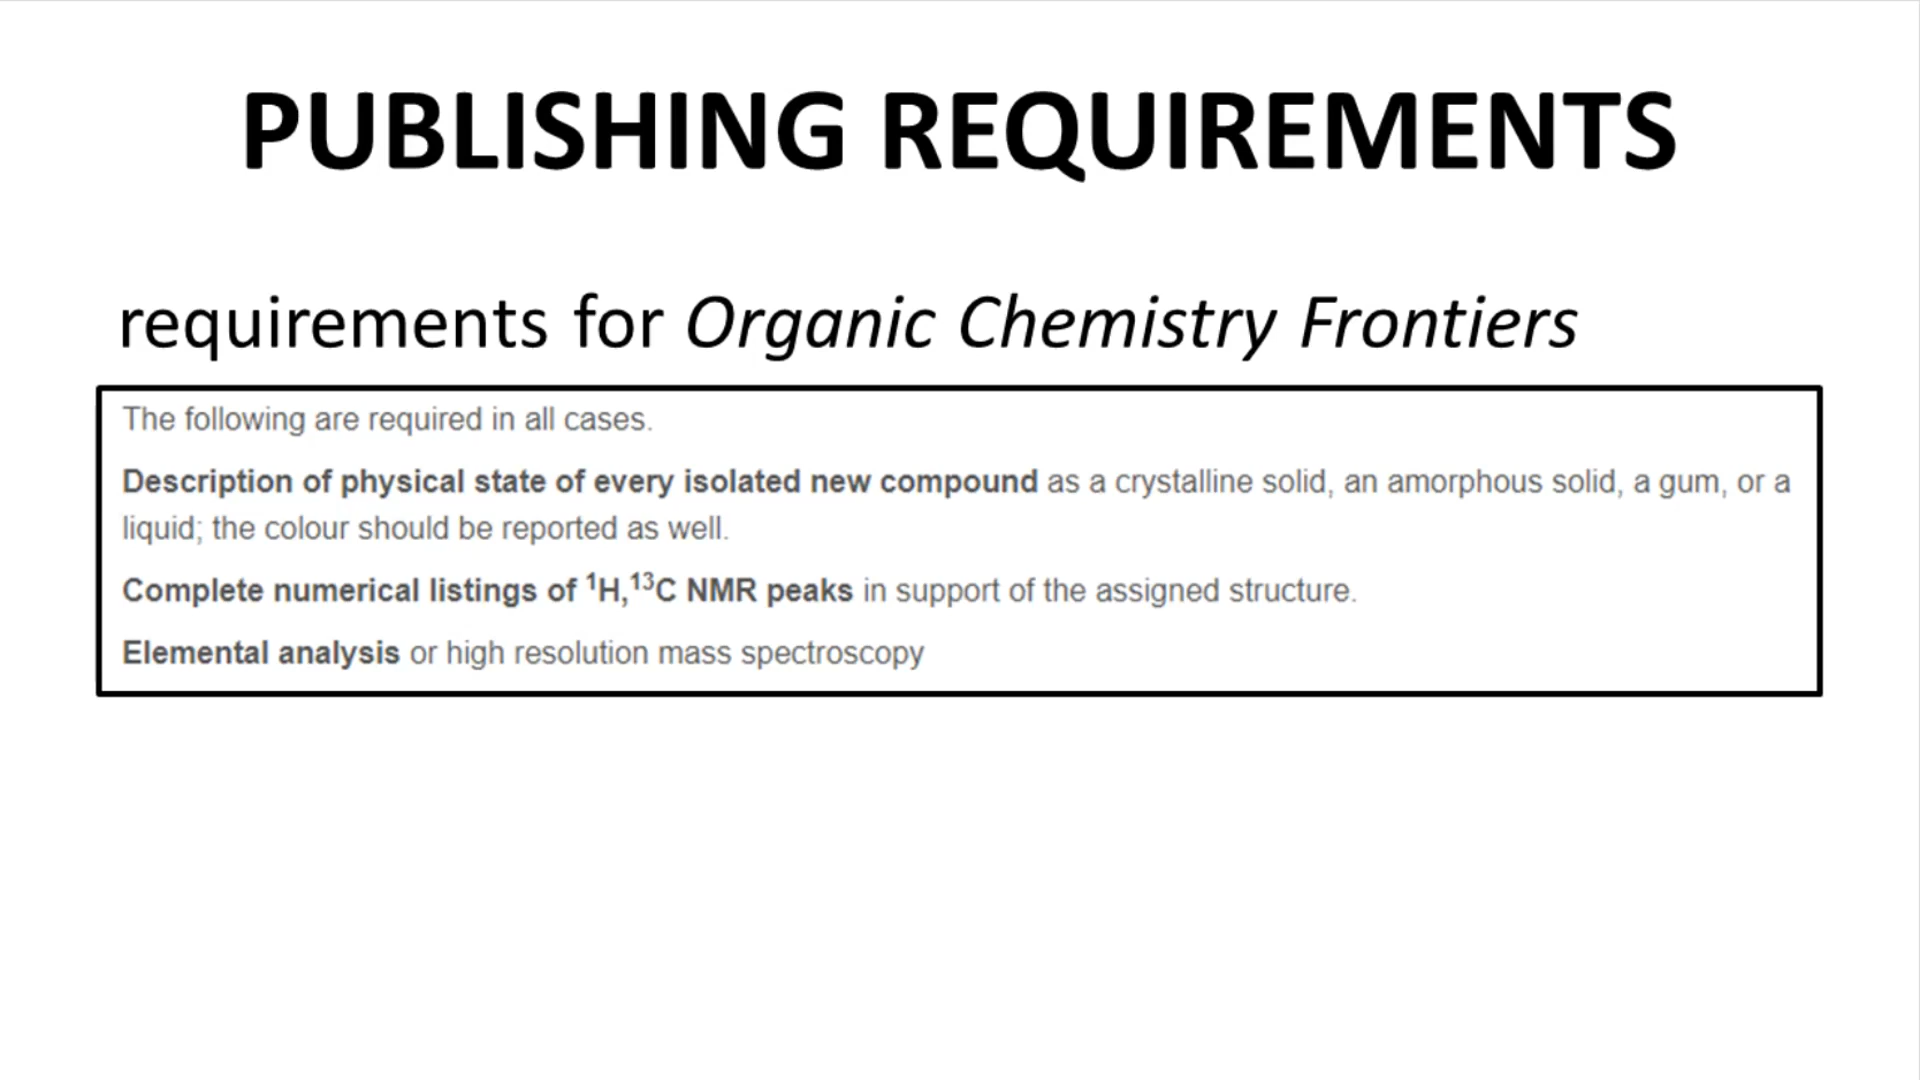 PUBLISHING REQUIREMENTS
requirements for Organic Chemistry Frontiers
The following are required in all cases.
Description of physical state of every isolated new compound as a crystalline solid, an amorphous solid, a gum, or a
liquid; the colour should be reported as well.
Complete numerical listings of ¹H,¹³C NMR peaks in support of the assigned structure.
Elemental analysis or high resolution mass spectroscopy